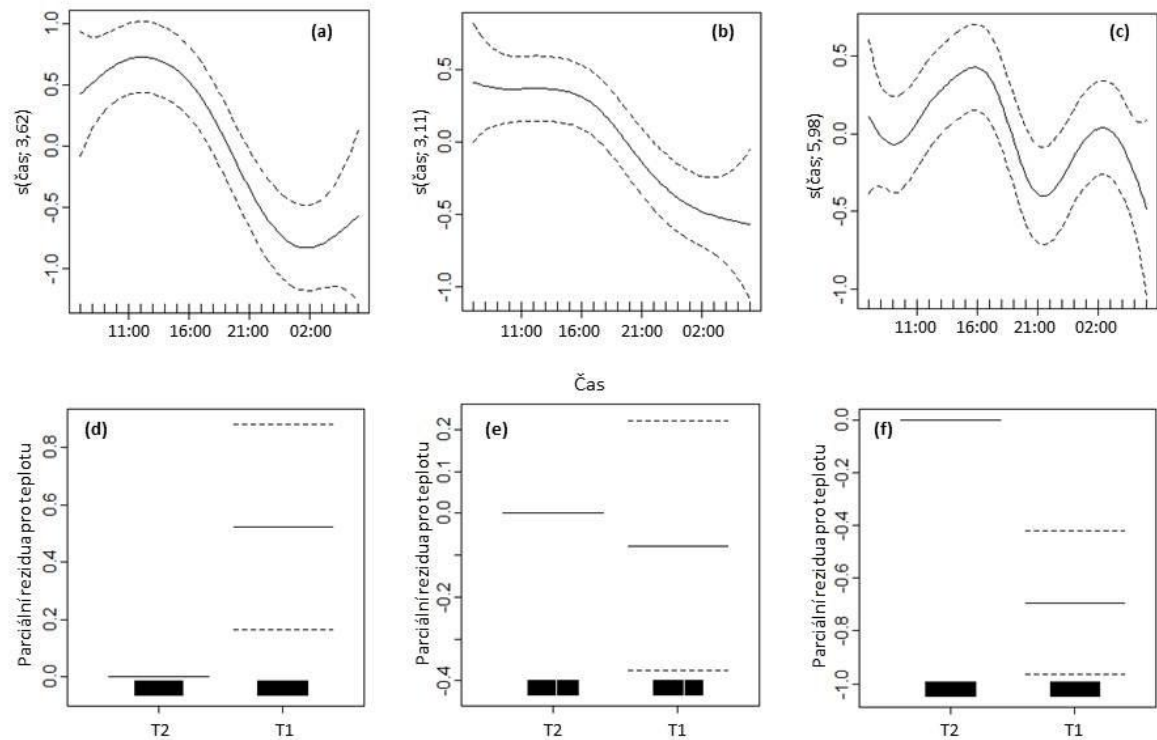 (a)
s(čas; 3,62)
1.0
0.5
0.0
-0.5
-1.0
11:00 16:00 21:00 02:00
(b)
s(čas; 3,11)
0.5
0.0
-0.5
-1.0
11:00 16:00 21:00 02:00
(c)
s(čas; 5,98)
0.5
0.0
-0.5
-1.0
11:00 16:00 21:00 02:00
Čas
(d)
Parciální rezidua pro teplotu
0.8
0.6
0.4
0.2
0.0
T2 T1
(e)
Parciální rezidua pro teplotu
0.2
0.1
0.0
-0.2
-0.4
T2 T1
(f)
Parciální rezidua pro teplotu
0.0
-0.2
-0.4
-0.6
-0.8
-1.0
T2 T1